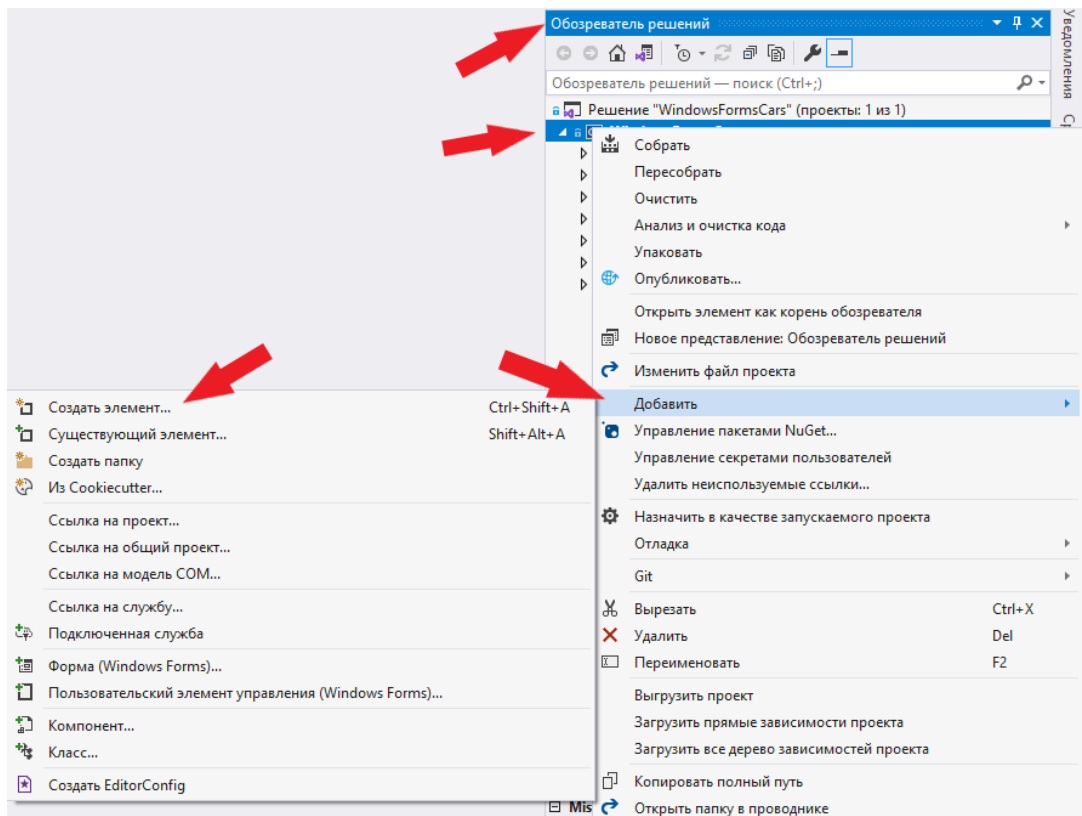 Обозреватель решений
Обозреватель решений — поиск (Ctrl+;)
Решение "WindowsFormsCars" (проекты: 1 из 1)
Уведомления
Собрать
Пересобрать
Очистить
Анализ и очистка кода
Упаковать
Опубликовать...
Открыть элемент как корень обозревателя
Новое представление: Обозреватель решений
Изменить файл проекта
Добавить
Управление пакетами NuGet...
Управление секретами пользователей
Удалить неиспользуемые ссылки...
Назначить в качестве запускаемого проекта
Отладка
Git
Вырезать Ctrl+X
Удалить Del
Переименовать F2
Выгрузить проект
Загрузить прямые зависимости проекта
Загрузить все дерево зависимостей проекта
Копировать полный путь
Открыть папку в проводнике
Создать элемент... Ctrl+Shift+A
Существующий элемент... Shift+Alt+A
Создать папку
Из Cookiecutter...
Ссылка на проект...
Ссылка на общий проект...
Ссылка на модель COM...
Ссылка на службу...
Подключенная служба
Форма (Windows Forms)...
Пользовательский элемент управления (Windows Forms)...
Компонент...
Класс...
Создать EditorConfig
Mis